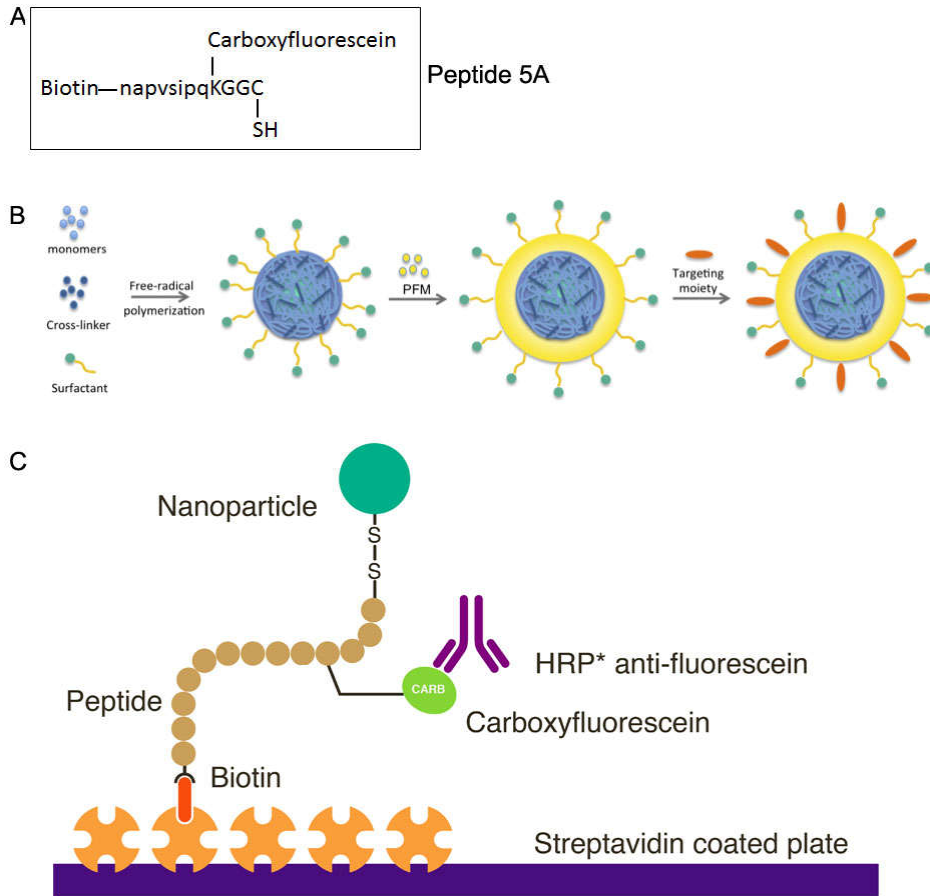 A
Carboxyfluorescein
Biotin—napvsipqKGGC
SH
Peptide 5A
B
monomers
Cross-linker
Surfactant
Free-radical
polymerization
PFM
Targeting
moiety
C
Nanoparticle
S
S
HRP* anti-fluorescein
CARB
Carboxyfluorescein
Peptide
Biotin
Streptavidin coated plate